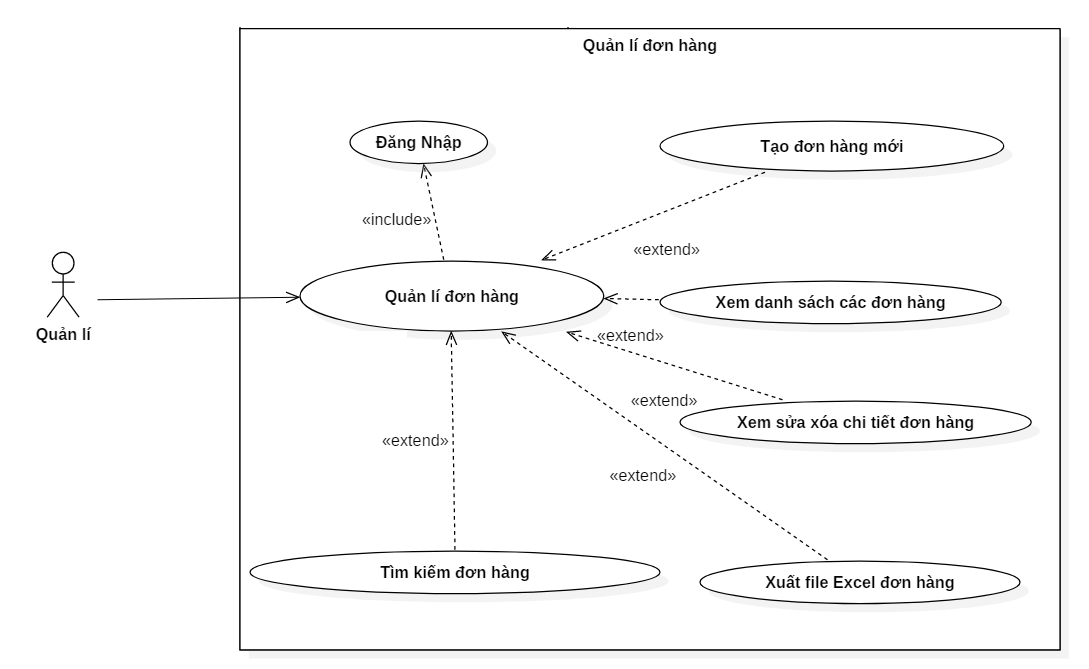 Quản lí đơn hàng
Đăng Nhập
Tạo đơn hàng mới
«include»
«extend»
Quản lí đơn hàng
Xem danh sách các đơn hàng
Quản lí
«extend»
«extend»
Xem sửa xóa chi tiết đơn hàng
«extend»
«extend»
Tìm kiếm đơn hàng
Xuất file Excel đơn hàng